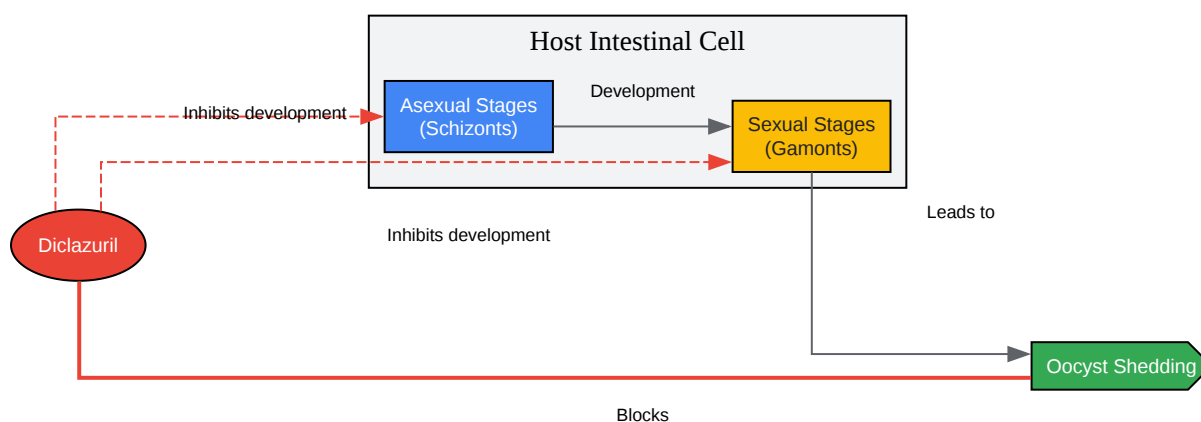 Host Intestinal Cell
Inhibits development
Asexual Stages
(Schizonts)
Development
Sexual Stages
(Gamonts)
Diclazuril
Inhibits development
Leads to
Oocyst Shedding
Blocks